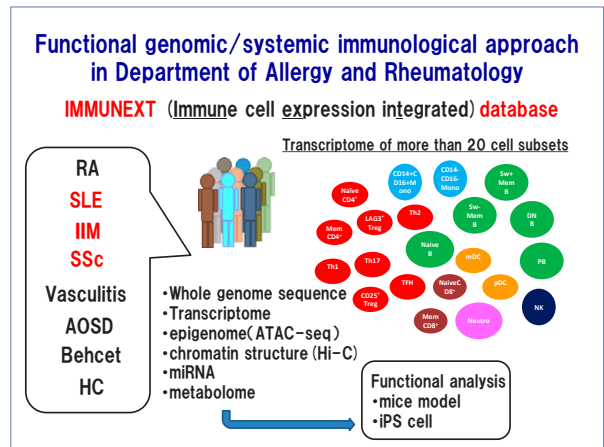 Functional genomic/systemic immunological approach
in Department of Allergy and Rheumatology
IMMUNEXT (Immune cell expression integrated) database
Transcriptome of more than 20 cell subsets
RA
SLE
IIM
SSc
Vasculitis
AOSD
Behcet
HC
CD14+C
D16+M
ono
CD14-
CD16-
Mono
Sw+
Mem
B
Naïve
CD4⁺
LAG3⁺
Treg
Th2
Sw-
Mem
B
DN
B
Mem
CD4⁺
Naive
B
Th1
Th17
mDC
PB
CD25⁺
Treg
TFH
NaiveC
D8⁺
pDC
NK
Mem
CD8⁺
Neutro
•Whole genome sequence
•Transcriptome
•epigenome(ATAC-seq)
•chromatin structure (Hi-C)
•miRNA
•metabolome
Functional analysis
•mice model
•iPS cell